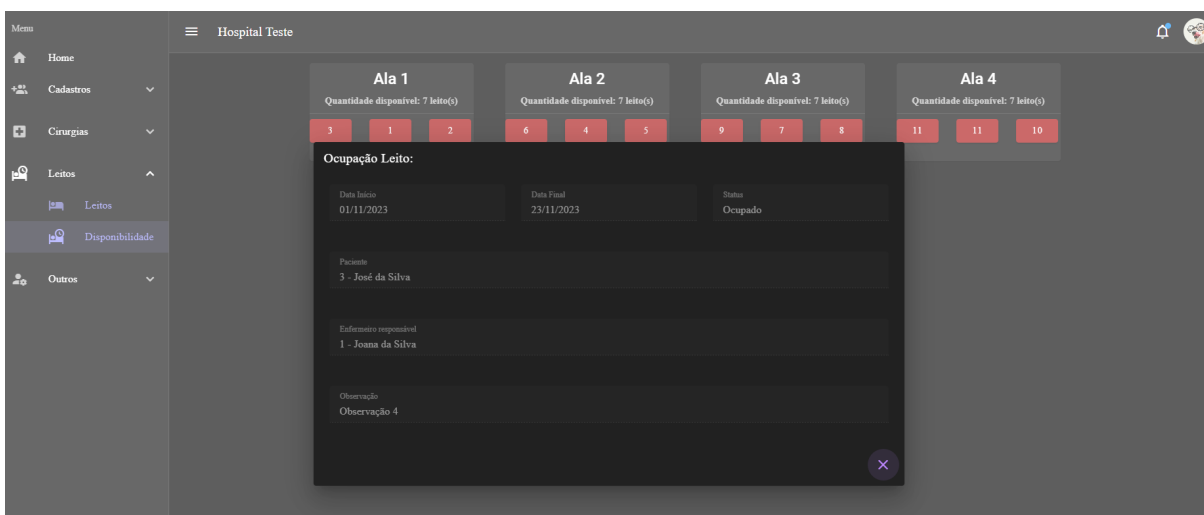 Menu
Hospital Teste
Home
Cadastros
Cirurgias
Leitos
Leitos
Disponibilidade
Outros
Ala 1
Quantidade disponível: 7 leito(s)
3 1 2
Ala 2
Quantidade disponível: 7 leito(s)
6 4 5
Ala 3
Quantidade disponível: 7 leito(s)
9 7 8
Ala 4
Quantidade disponível: 7 leito(s)
11 11 10
Ocupação Leito:
Data Início
01/11/2023
Data Final
23/11/2023
Status
Ocupado
Paciente
3 - José da Silva
Enfermeiro responsável
1 - Joana da Silva
Observação
Observação 4